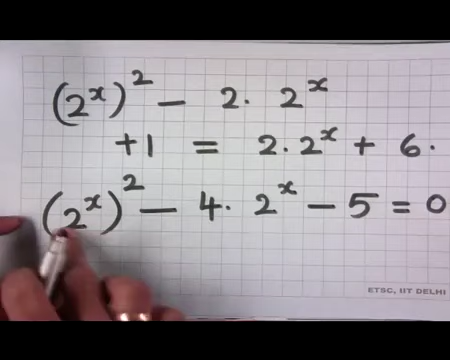 (2^x)^2 - 2. 2^x
+1 = 2.2^x + 6.
(2^x)^2 - 4. 2^x - 5 = 0
ETSC, IIT DELHI